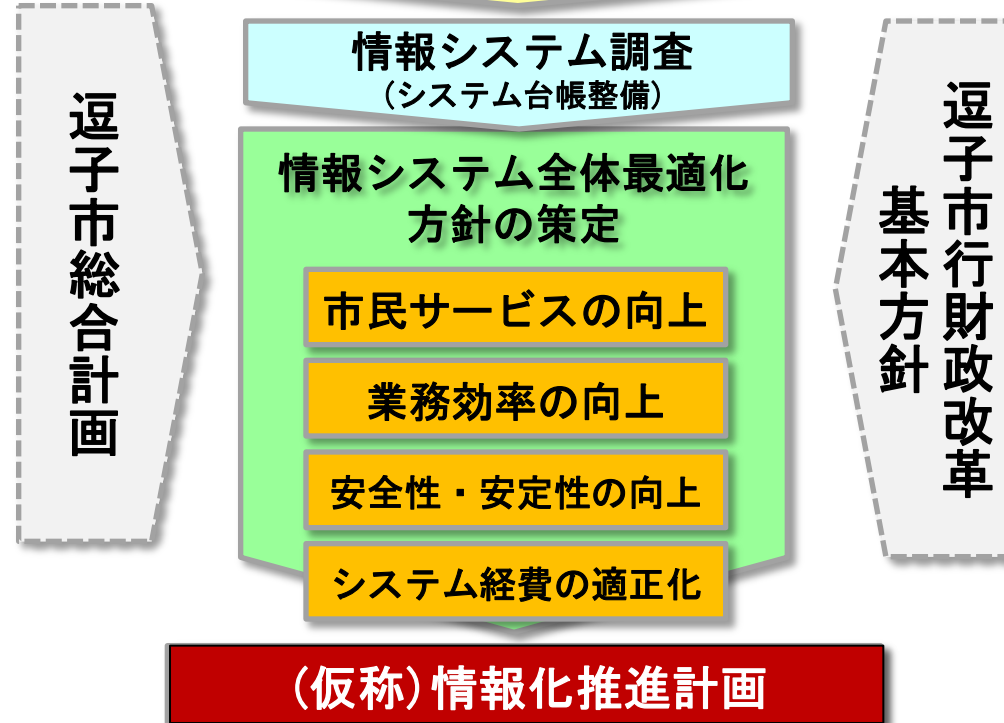 情報システム調査
(システム台帳整備)
逗子市総合計画
情報システム全体最適化
方針の策定
市民サービスの向上
業務効率の向上
安全性・安定性の向上
システム経費の適正化
逗子市行財政改革
基本方針
(仮称)情報化推進計画